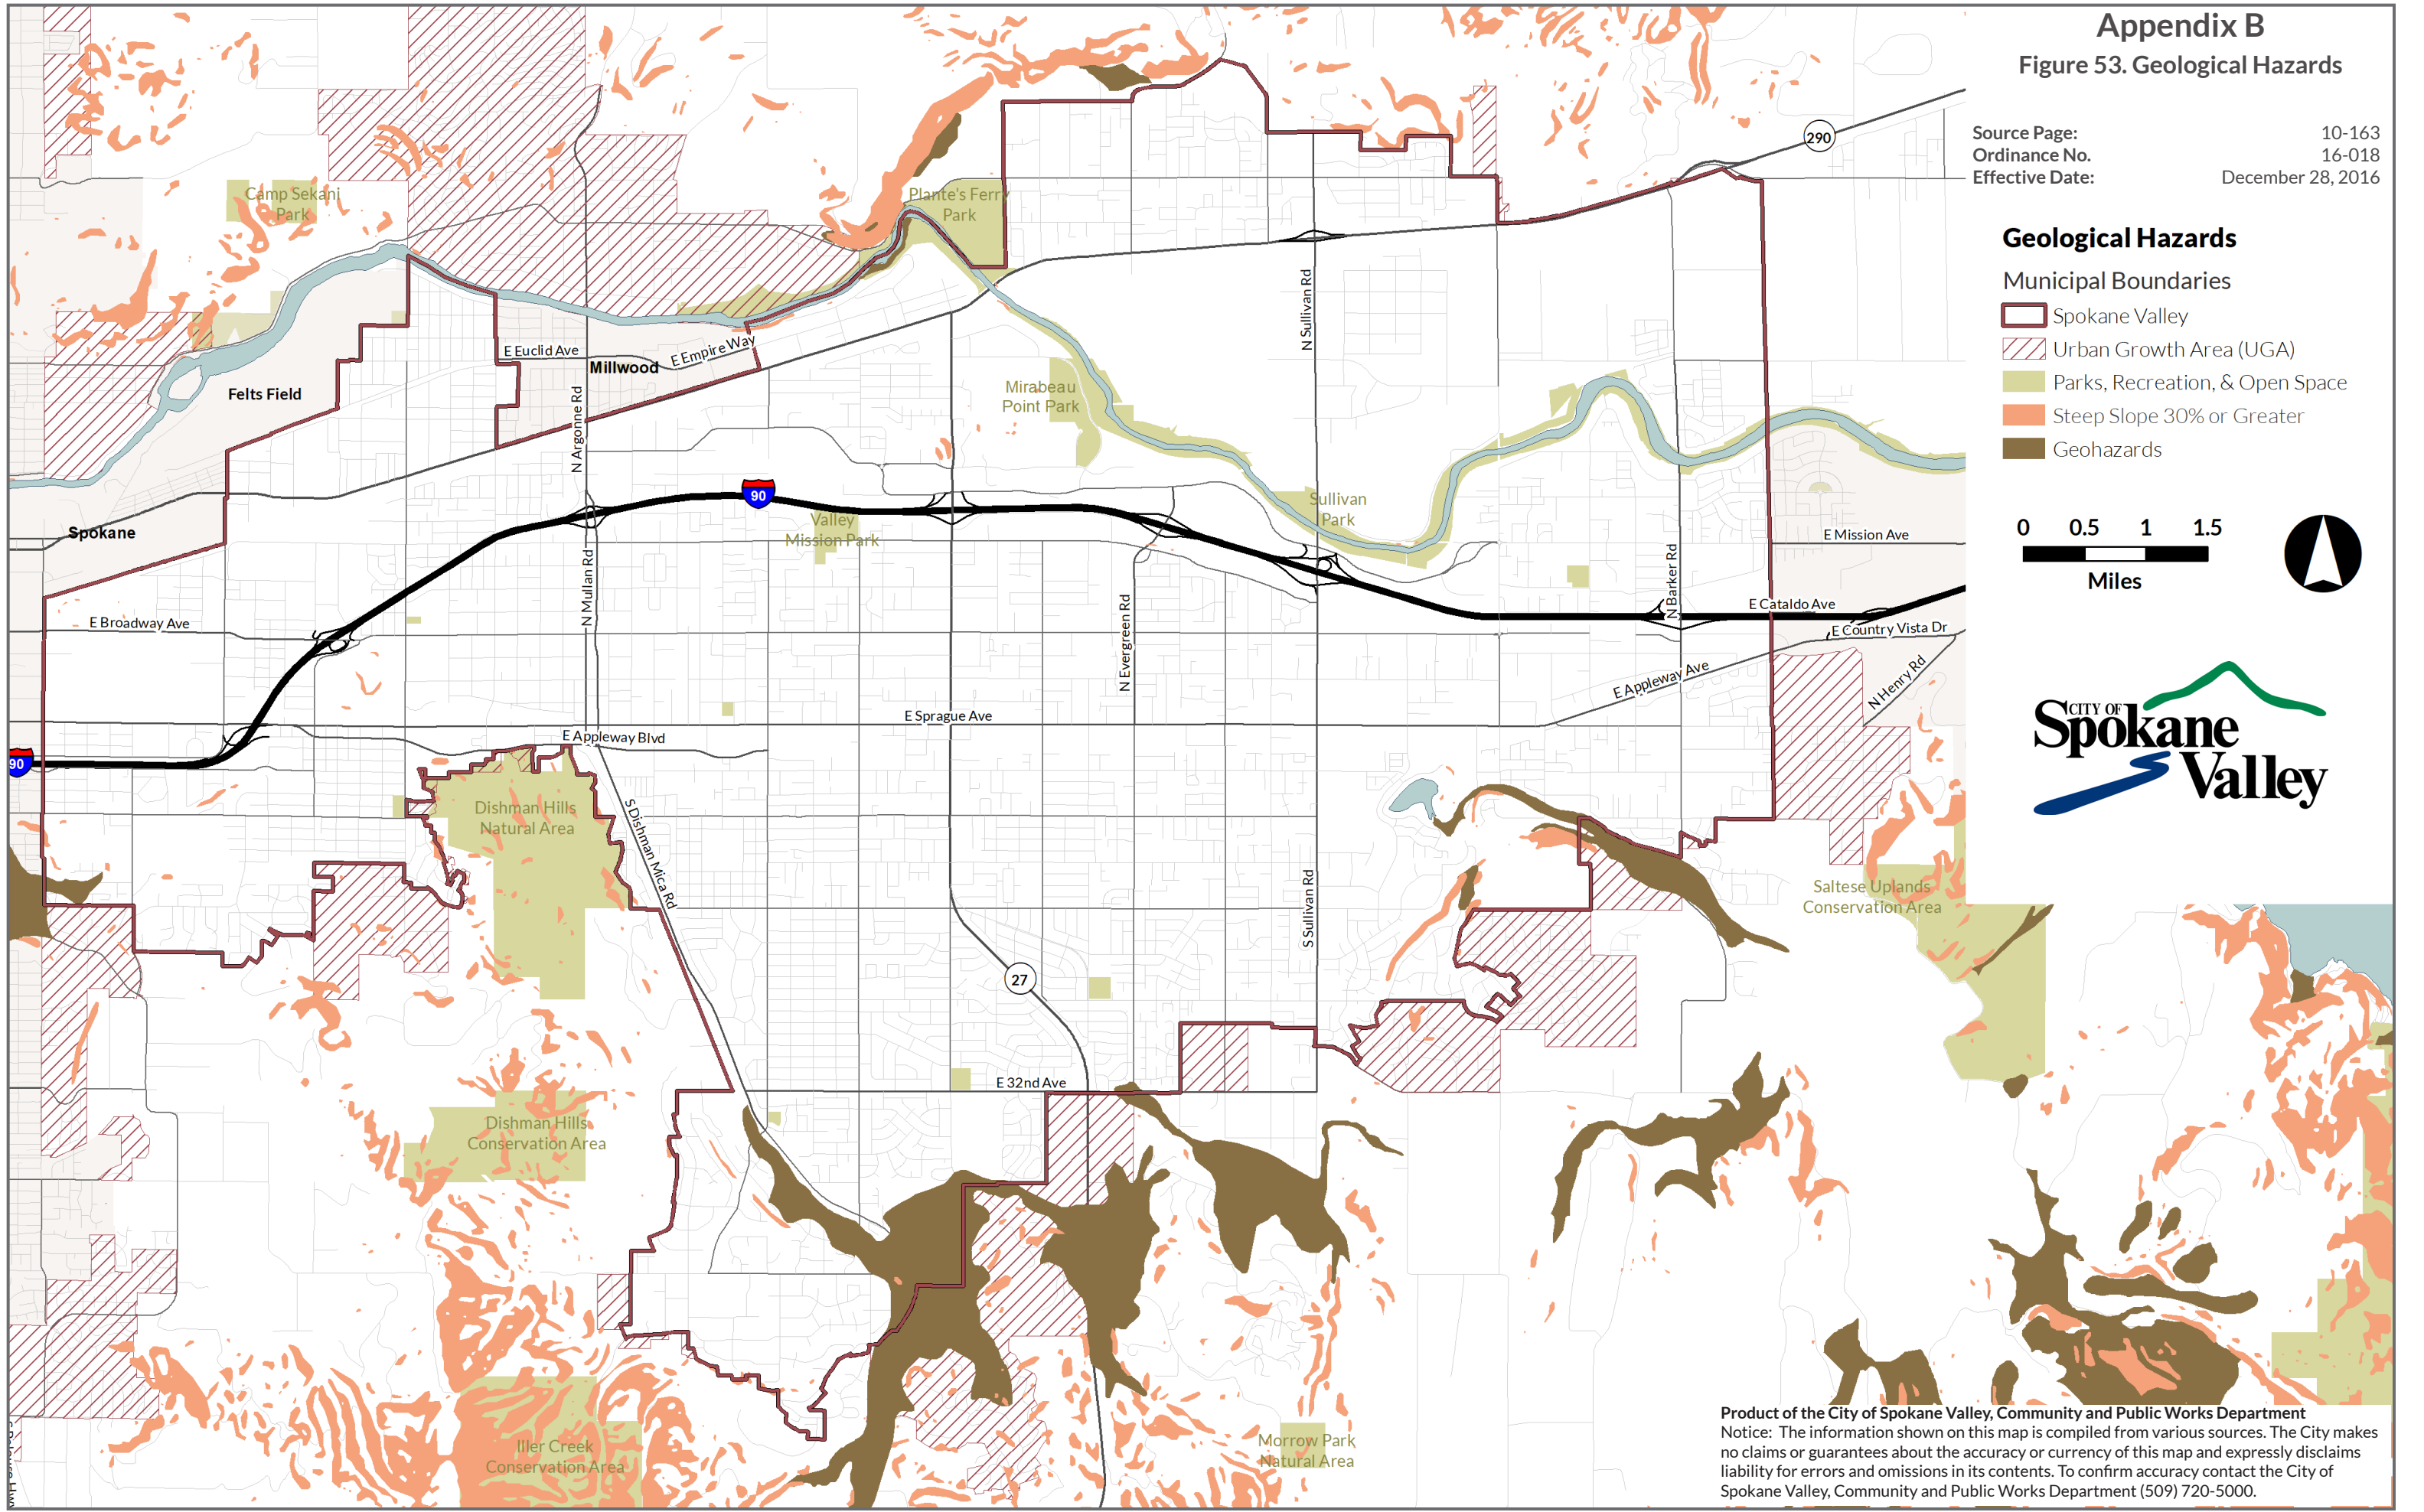 Appendix B
Figure 53. Geological Hazards
Source Page: 10-163
Ordinance No. 16-018
Effective Date: December 28, 2016
Geological Hazards
Municipal Boundaries
Spokane Valley
Urban Growth Area (UGA)
Parks, Recreation, & Open Space
Steep Slope 30% or Greater
Geohazards
0 0.5 1 1.5
Miles
CITY OF
Spokane
Valley
290
Camp Sekani
Park
Plante's Ferry
Park
N Sullivan Rd
E Euclid Ave
Millwood
E Empire Way
Felts Field
N Argonne Rd
Mirabeau
Point Park
90
Valley
Mission Park
Sullivan
Park
Spokane
E Mission Ave
N Mullan Rd
N Evergreen Rd
N Barker Rd
E Cataldo Ave
E Broadway Ave
E Country Vista Dr
E Appleway Ave
N Henry Rd
E Sprague Ave
E Appleway Blvd
90
Dishman Hills
Natural Area
S Dishman Mica Rd
S Sullivan Rd
Saltese Uplands
Conservation Area
27
E 32nd Ave
Dishman Hills
Conservation Area
Iller Creek
Conservation Area
Morrow Park
Natural Area
Product of the City of Spokane Valley, Community and Public Works Department
Notice: The information shown on this map is compiled from various sources. The City makes
no claims or guarantees about the accuracy or currency of this map and expressly disclaims
liability for errors and omissions in its contents. To confirm accuracy contact the City of
Spokane Valley, Community and Public Works Department (509) 720-5000.